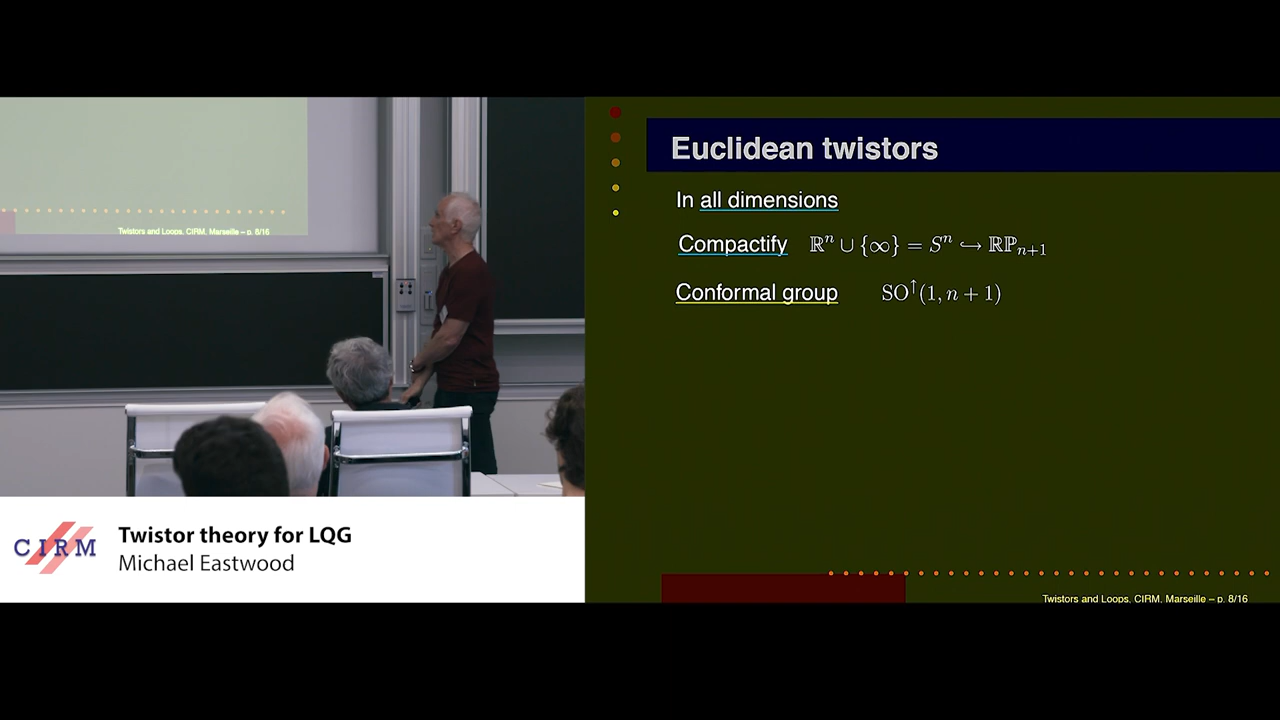 Twistors and Loops, CIRM, Marseille – p. 8/16
CIRM
Twistor theory for LQG
Michael Eastwood
Euclidean twistors
In all dimensions
Compactify ℝⁿ ∪ {∞} = Sⁿ ↪ ℝℙₙ₊₁
Conformal group SO↑(1, n + 1)
Twistors and Loops, CIRM, Marseille – p. 8/16